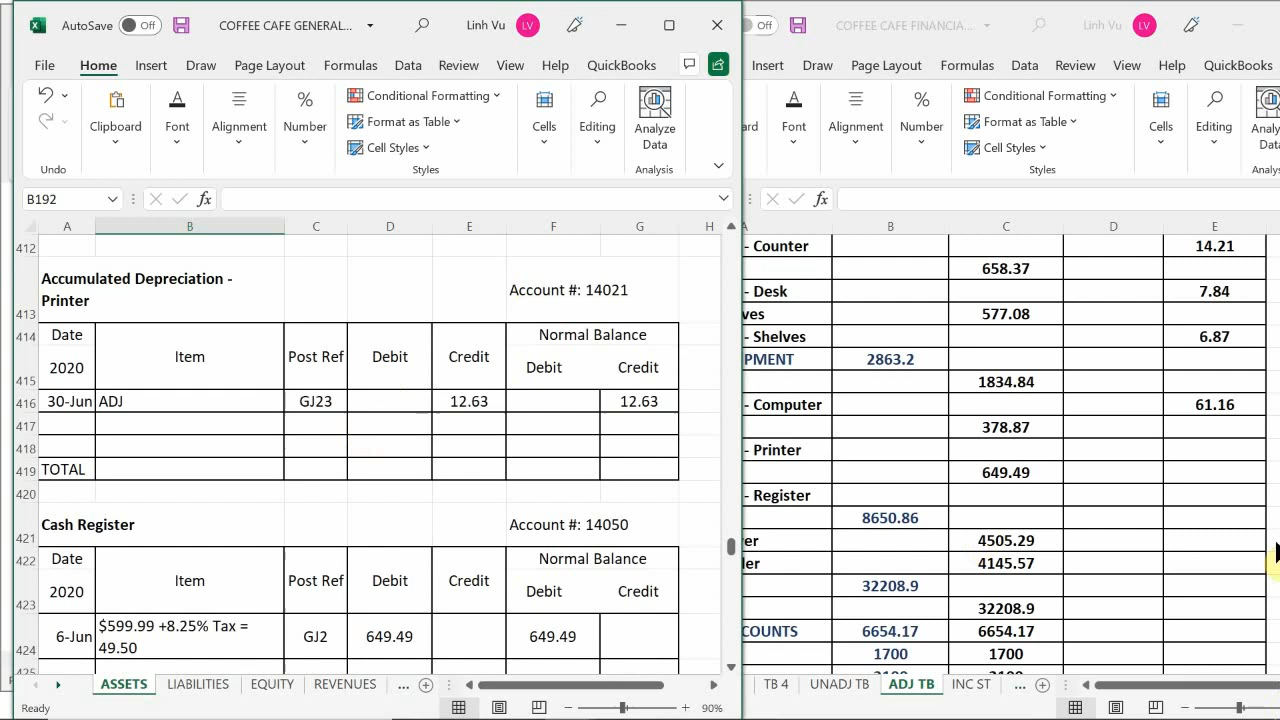 AutoSave Off COFFEE CAFE GENERAL... Linh Vu LV
File Home Insert Draw Page Layout Formulas Data Review View Help QuickBooks
Clipboard Font Alignment Number
Conditional Formatting
Format as Table
Cell Styles
Cells Editing Analyze Data
Undo Styles Analysis
B192 fx
A B C D E F G H
412
413 Accumulated Depreciation - Printer Account #: 14021
414 Date Item Post Ref Debit Credit Normal Balance
415 2020 Debit Credit
416 30-Jun ADJ GJ23 12.63 12.63
417
418
419 TOTAL
420
421 Cash Register Account #: 14050
422 Date Item Post Ref Debit Credit Normal Balance
423 2020 Debit Credit
424 6-Jun $599.99 +8.25% Tax = 49.50 GJ2 649.49 649.49
ASSETS LIABILITIES EQUITY REVENUES ...
Ready 90%
Off COFFEE CAFE FINANCIA... Linh Vu LV
Insert Draw Page Layout Formulas Data Review View Help QuickBooks
Font Alignment Number
Conditional Formatting
Format as Table
Cell Styles
Cells Editing
Styles
fx
B C D E
- Counter 14.21
658.37
- Desk 7.84
577.08
- Shelves 6.87
2863.2
1834.84
- Computer 61.16
378.87
- Printer
649.49
- Register
8650.86
4505.29
4145.57
32208.9
32208.9
6654.17 6654.17
1700 1700
TB 4 UNADJ TB ADJ TB INC ST ...